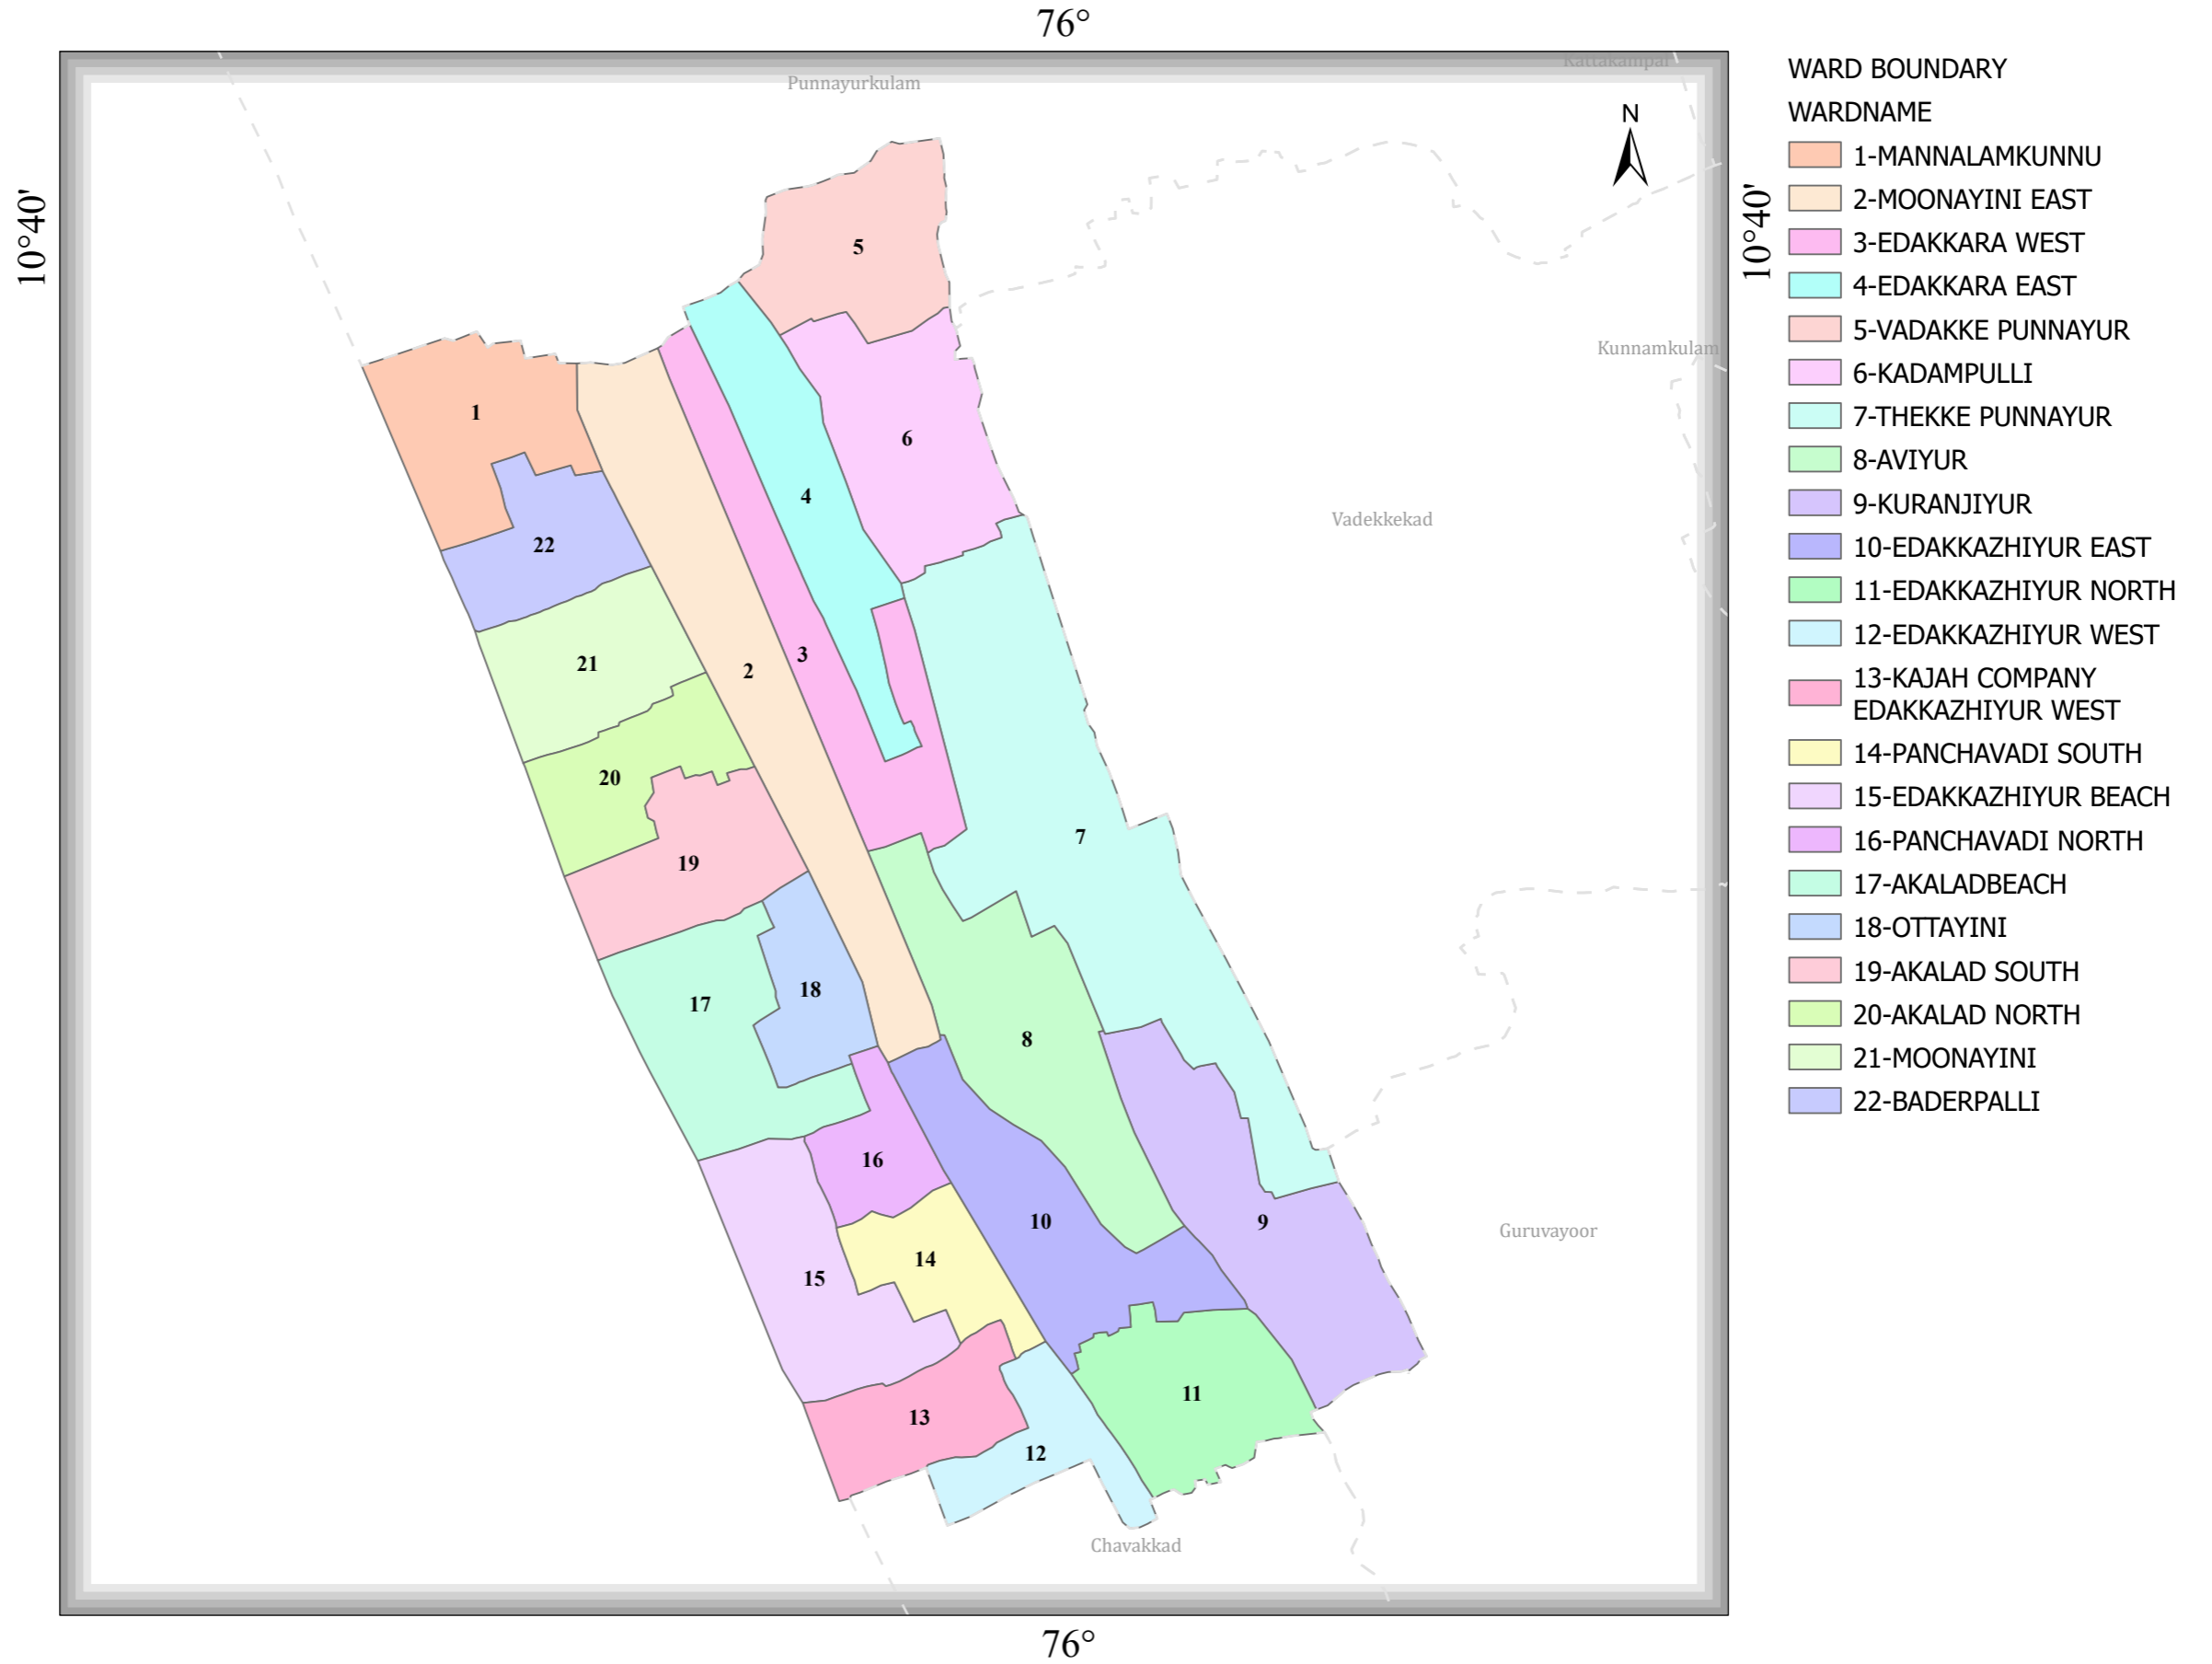 76°
Punnayurkulam
Kattakampal
N
10°40'
10°40'
5
Kunnamkulam
1
6
4
Vadekkekad
22
3
21
2
20
7
19
18
17
8
16
10
9
Guruvayoor
14
15
11
13
12
Chavakkad
76°
WARD BOUNDARY
WARDNAME
1-MANNALAMKUNNU
2-MOONAYINI EAST
3-EDAKKARA WEST
4-EDAKKARA EAST
5-VADAKKE PUNNAYUR
6-KADAMPULLI
7-THEKKE PUNNAYUR
8-AVIYUR
9-KURANJIYUR
10-EDAKKAZHIYUR EAST
11-EDAKKAZHIYUR NORTH
12-EDAKKAZHIYUR WEST
13-KAJAH COMPANY
EDAKKAZHIYUR WEST
14-PANCHAVADI SOUTH
15-EDAKKAZHIYUR BEACH
16-PANCHAVADI NORTH
17-AKALADBEACH
18-OTTAYINI
19-AKALAD SOUTH
20-AKALAD NORTH
21-MOONAYINI
22-BADERPALLI